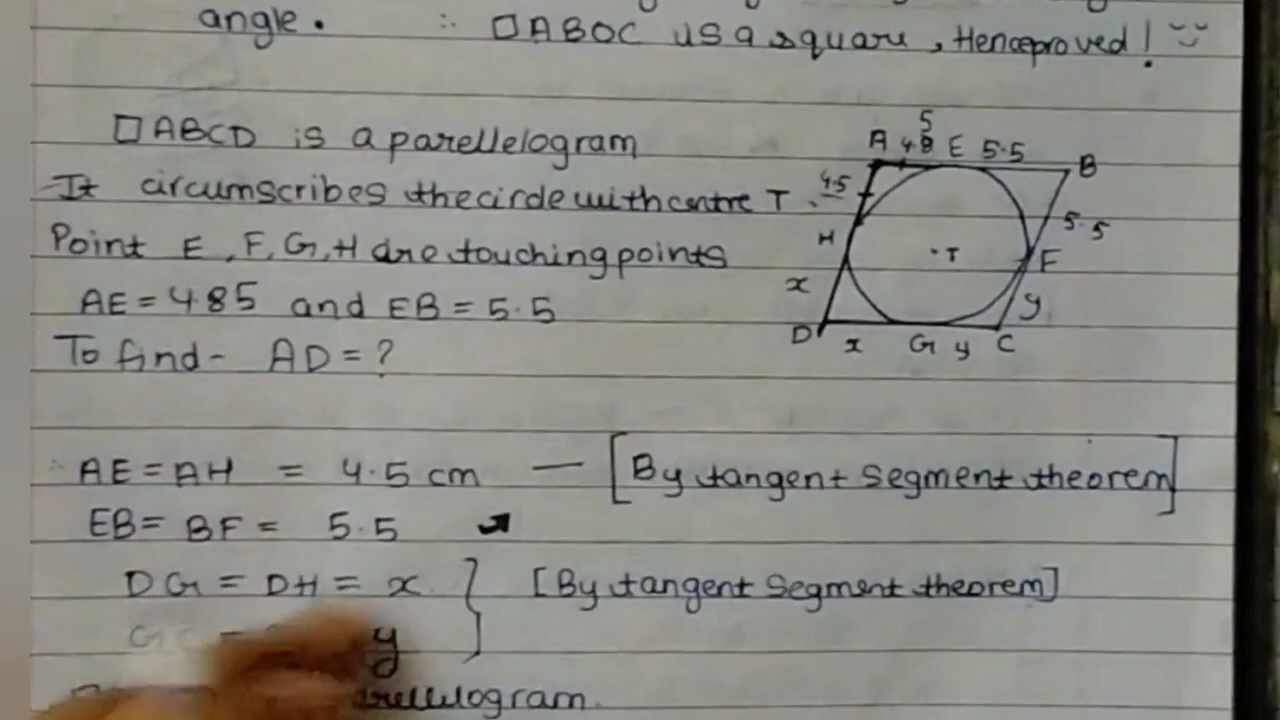 angle. ∴ □ABOC is a square, Hence proved!
□ABCD is a parellelogram
It circumscribes the circle with centre T.
Point E, F, G, H are touching points
AE = 4.85 and EB = 5.5
To find - AD = ?
5
A 4.8 E 5.5 B
4.5
5.5
H
T
F
x
y
D x G y C
∴ AE = AH = 4.5 cm — [By tangent segment theorem]
EB = BF = 5.5
DG = DH = x } [By tangent segment theorem]
y
parellelogram.